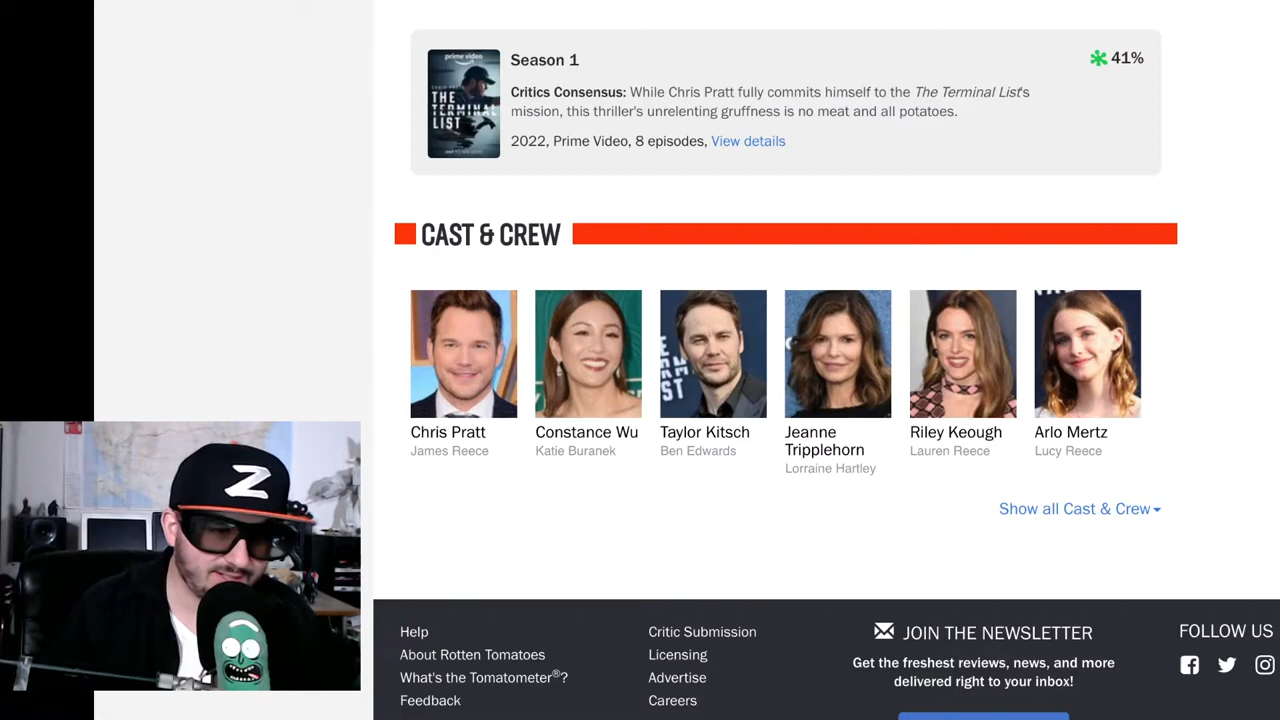 prime video
CHRIS PRATT
THE
TERMINAL
LIST
Season 1
41%
Critics Consensus: While Chris Pratt fully commits himself to the The Terminal List's
mission, this thriller's unrelenting gruffness is no meat and all potatoes.
2022, Prime Video, 8 episodes, View details
CAST & CREW
Chris Pratt
James Reece
Constance Wu
Katie Buranek
Taylor Kitsch
Ben Edwards
Jeanne
Tripplehorn
Lorraine Hartley
Riley Keough
Lauren Reece
Arlo Mertz
Lucy Reece
Show all Cast & Crew
Z
Help
About Rotten Tomatoes
What's the Tomatometer®?
Feedback
Critic Submission
Licensing
Advertise
Careers
JOIN THE NEWSLETTER
Get the freshest reviews, news, and more
delivered right to your inbox!
FOLLOW US